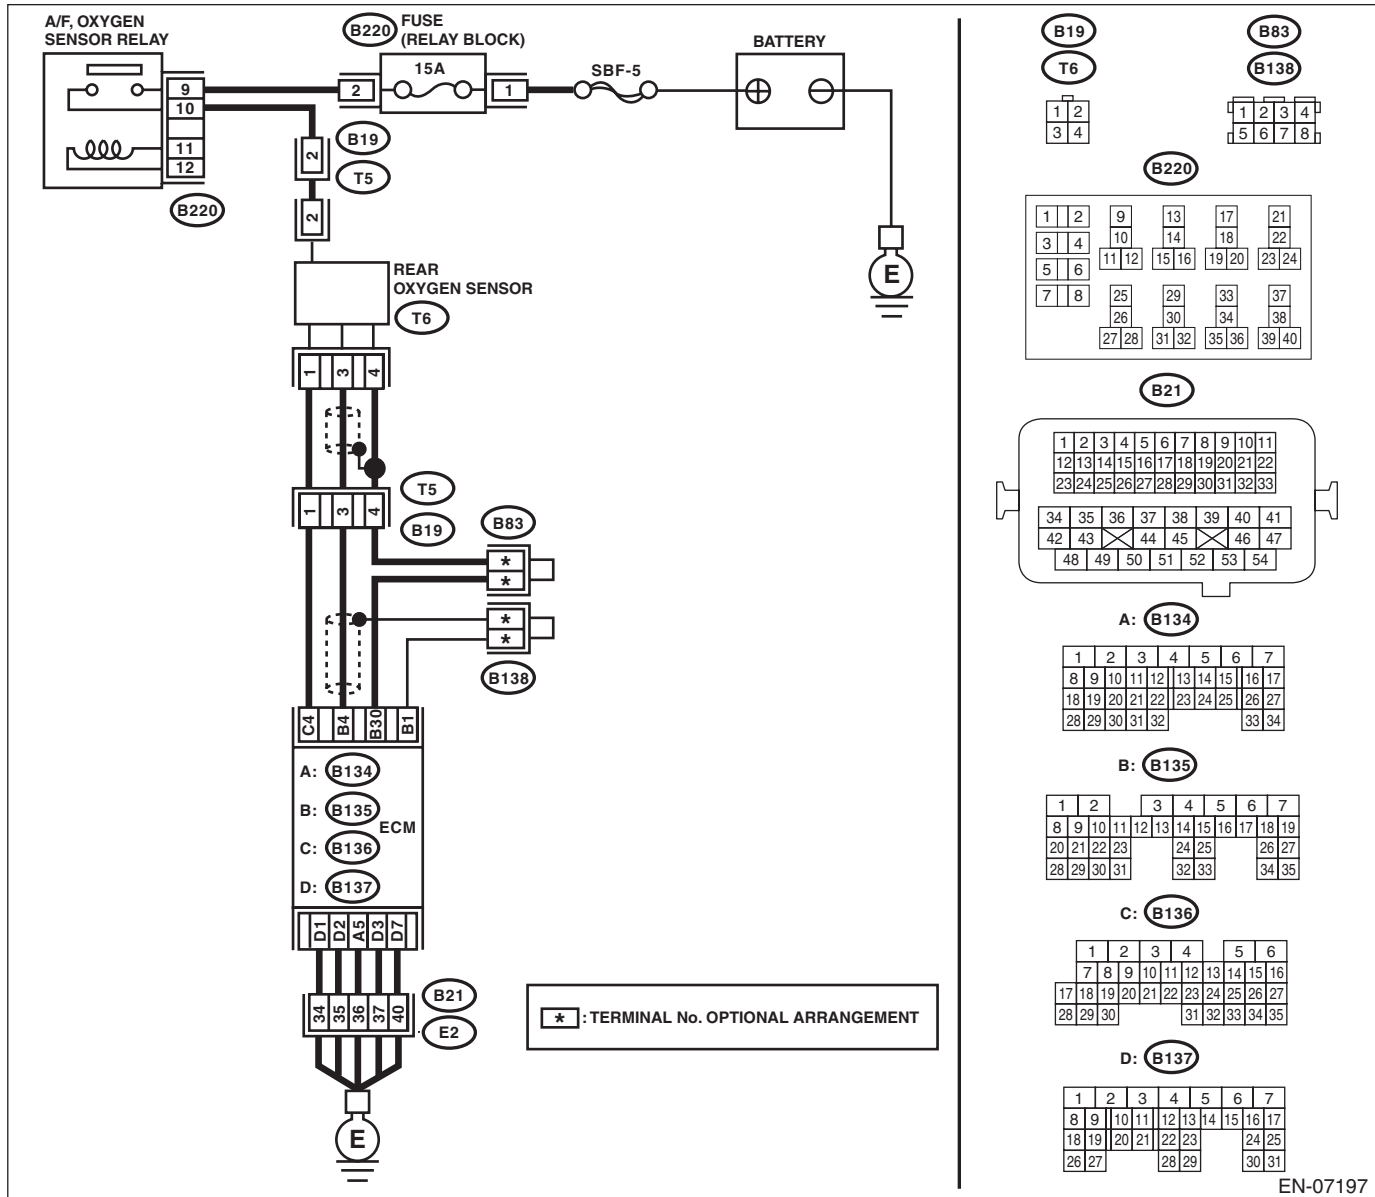 A/F, OXYGEN
SENSOR RELAY
9
10
11
12
B220
B220
FUSE
(RELAY BLOCK)
15A
2
1
SBF-5
BATTERY
E
2
B19
T5
2
REAR
OXYGEN SENSOR
T6
1 3 4
1 3 4
T5
B19
B83
*
*
*
*
B138
C4 B4 B30 B1
A: B134
B: B135
ECM
C: B136
D: B137
D1 D2 A5 D3 D7
34 35 36 37 40
B21
E2
E
* : TERMINAL No. OPTIONAL ARRANGEMENT
B19
T6
1 2
3 4
B83
B138
1 2 3 4
5 6 7 8
B220
1 2 9 13 17 21
3 4 10 14 18 22
5 6 11 12 15 16 19 20 23 24
7 8 25 29 33 37
26 30 34 38
27 28 31 32 35 36 39 40
B21
1 2 3 4 5 6 7 8 9 10 11
12 13 14 15 16 17 18 19 20 21 22
23 24 25 26 27 28 29 30 31 32 33
34 35 36 37 38 39 40 41
42 43 44 45 46 47
48 49 50 51 52 53 54
A: B134
1 2 3 4 5 6 7
8 9 10 11 12 13 14 15 16 17
18 19 20 21 22 23 24 25 26 27
28 29 30 31 32 33 34
B: B135
1 2 3 4 5 6 7
8 9 10 11 12 13 14 15 16 17 18 19
20 21 22 23 24 25 26 27
28 29 30 31 32 33 34 35
C: B136
1 2 3 4 5 6
7 8 9 10 11 12 13 14 15 16
17 18 19 20 21 22 23 24 25 26 27
28 29 30 31 32 33 34 35
D: B137
1 2 3 4 5 6 7
8 9 10 11 12 13 14 15 16 17
18 19 20 21 22 23 24 25
26 27 28 29 30 31
EN-07197